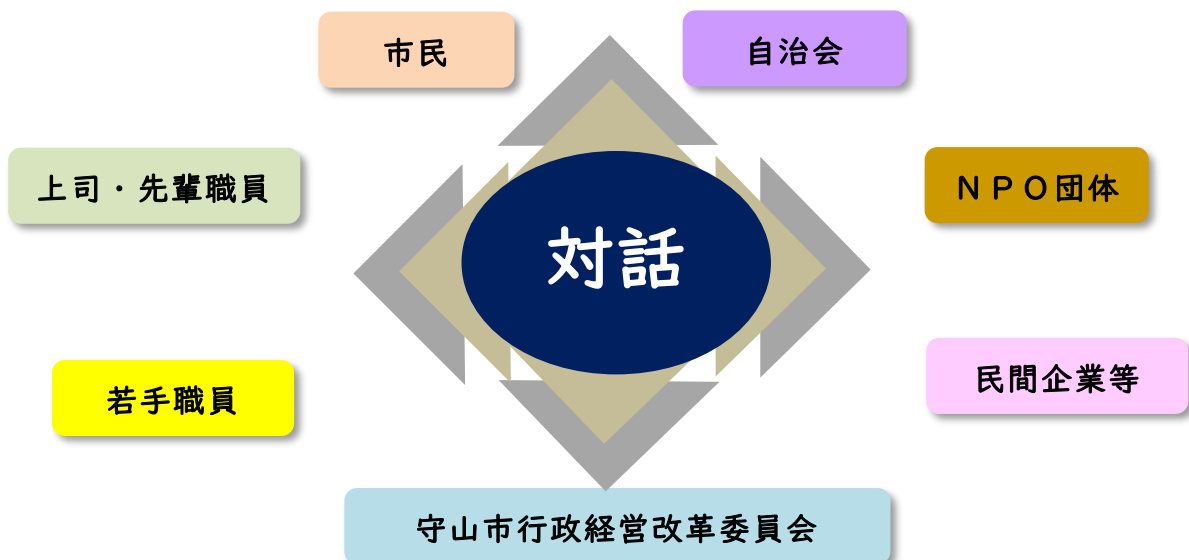 市民
自治会
上司・先輩職員
ＮＰＯ団体
対話
民間企業等
若手職員
守山市行政経営改革委員会